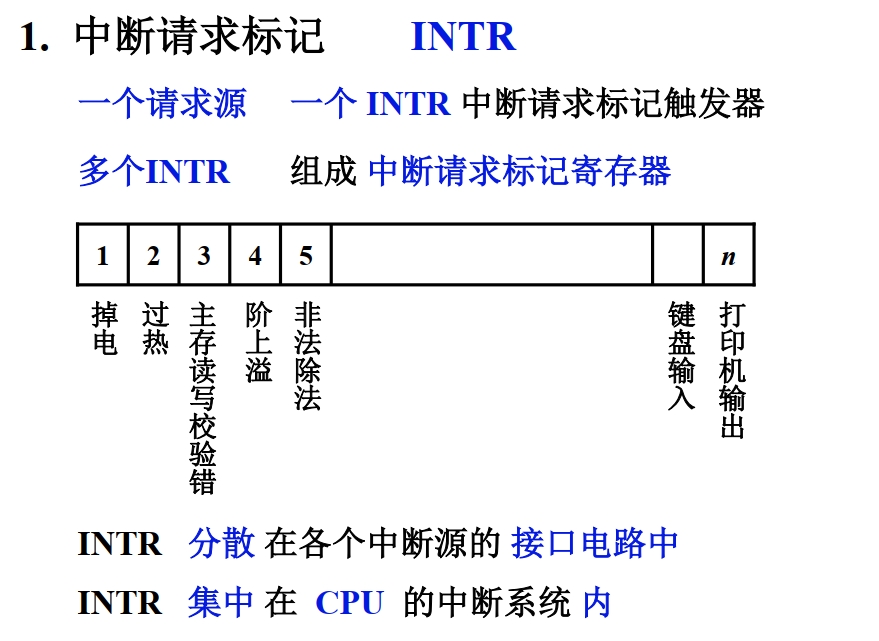 1. 中断请求标记 INTR
一个请求源 一个 INTR 中断请求标记触发器
多个INTR 组成 中断请求标记寄存器
1 2 3 4 5 n
掉电
过热
主存读写校验错
阶上溢
非法除法
键盘输入
打印机输出
INTR 分散 在各个中断源的 接口电路中
INTR 集中 在 CPU 的中断系统 内